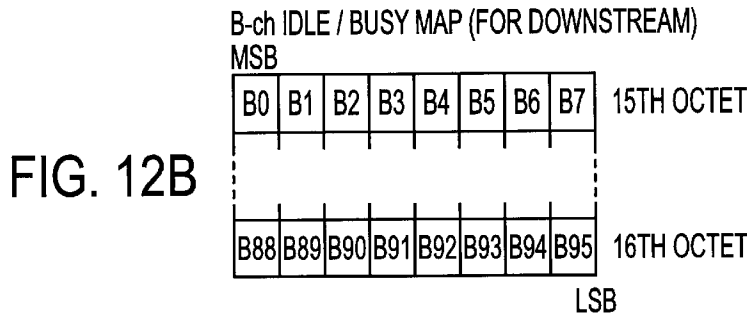 B-ch IDLE / BUSY MAP (FOR DOWNSTREAM)
MSB
B0 B1 B2 B3 B4 B5 B6 B7 15TH OCTET
FIG. 12B
B88 B89 B90 B91 B92 B93 B94 B95 16TH OCTET
LSB